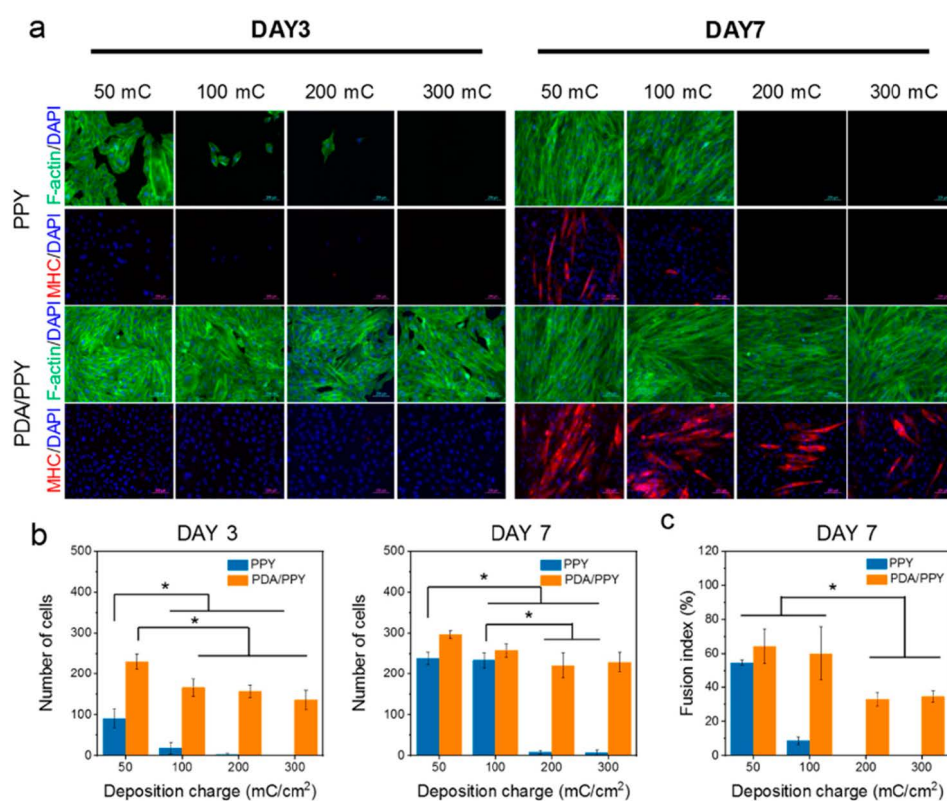 a
DAY3
DAY7
50 mC 100 mC 200 mC 300 mC
50 mC 100 mC 200 mC 300 mC
PPY
F-actin/DAPI
MHC/DAPI
PDA/PPY
F-actin/DAPI
MHC/DAPI
b
DAY 3
Number of cells
500
400
300
200
100
0
PPY
PDA/PPY
*
*
50 100 200 300
Deposition charge (mC/cm²)
DAY 7
Number of cells
500
400
300
200
100
0
PPY
PDA/PPY
*
*
50 100 200 300
Deposition charge (mC/cm²)
c
DAY 7
Fusion index (%)
120
100
80
60
40
20
0
PPY
PDA/PPY
*
50 100 200 300
Deposition charge (mC/cm²)